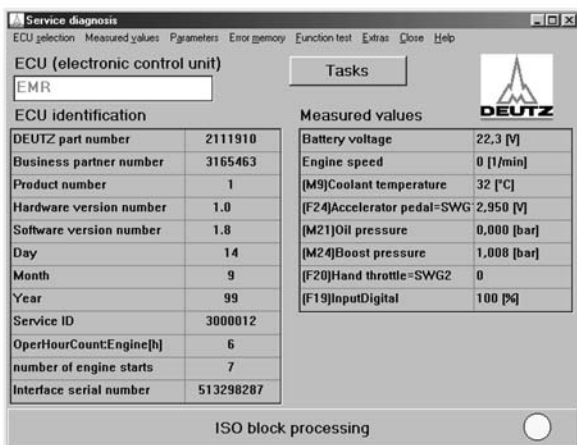 Service diagnosis
ECU selection Measured values Parameters Error memory Function test Extras Close Help
ECU (electronic control unit)
EMR
Tasks
DEUTZ
ECU identification
DEUTZ part number 2111910
Business partner number 3165463
Product number 1
Hardware version number 1.0
Software version number 1.8
Day 14
Month 9
Year 99
Service ID 3000012
OperHourCount:Engine[h] 6
number of engine starts 7
Interface serial number 513298287
Measured values
Battery voltage 22,3 [V]
Engine speed 0 [1/min]
(M9)Coolant temperature 32 [°C]
(F24)Accelerator pedal=SWG 2,950 [V]
(M21)Oil pressure 0,000 [bar]
(M24)Boost pressure 1,008 [bar]
(F20)Hand throttle=SWG2 0
(F19)InputDigital 100 [%]
ISO block processing